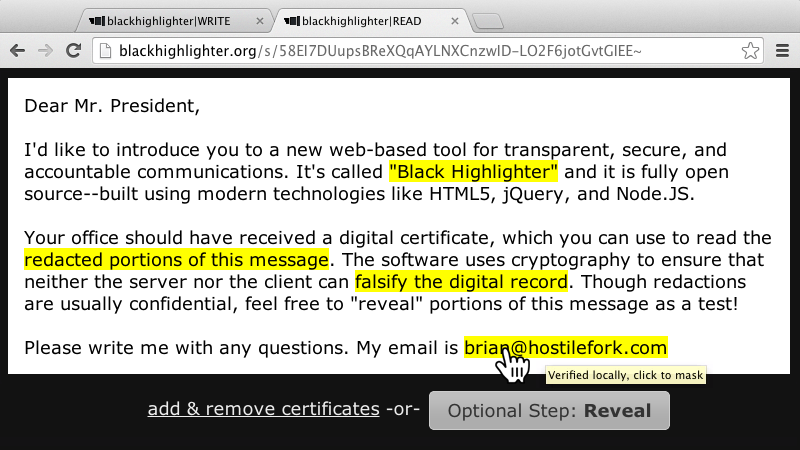 blackhighlighter|WRITE
blackhighlighter|READ
blackhighlighter.org/s/58EI7DUupsBReXQqAYLNXCnzwlD-LO2F6jotGvtGIEE~
Dear Mr. President,
I'd like to introduce you to a new web-based tool for transparent, secure, and
accountable communications. It's called "Black Highlighter" and it is fully open
source--built using modern technologies like HTML5, jQuery, and Node.JS.
Your office should have received a digital certificate, which you can use to read the
redacted portions of this message. The software uses cryptography to ensure that
neither the server nor the client can falsify the digital record. Though redactions
are usually confidential, feel free to "reveal" portions of this message as a test!
Please write me with any questions. My email is brian@hostilefork.com
Verified locally, click to mask
add & remove certificates -or- Optional Step: Reveal